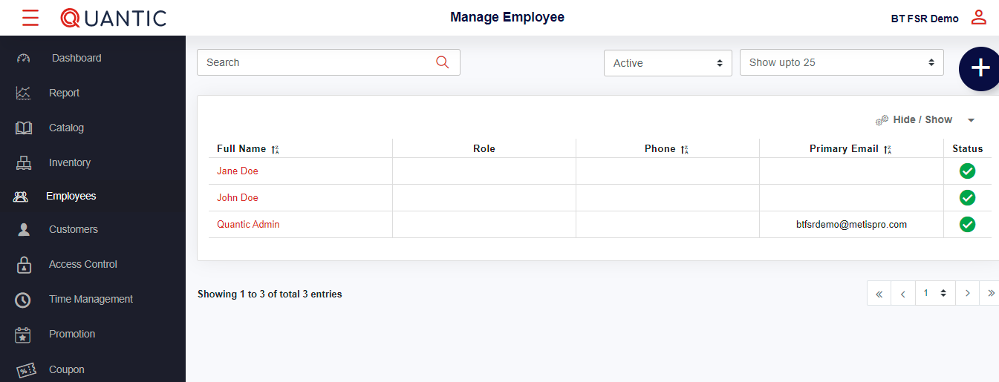 QUANTIC
Manage Employee
BT FSR Demo
Dashboard
Report
Catalog
Inventory
Employees
Customers
Access Control
Time Management
Promotion
Coupon
Search
Active
Show upto 25
Hide / Show
Full Name Role Phone Primary Email Status
Jane Doe
John Doe
Quantic Admin btfsrdemo@metispro.com
Showing 1 to 3 of total 3 entries
« ‹ 1 › »